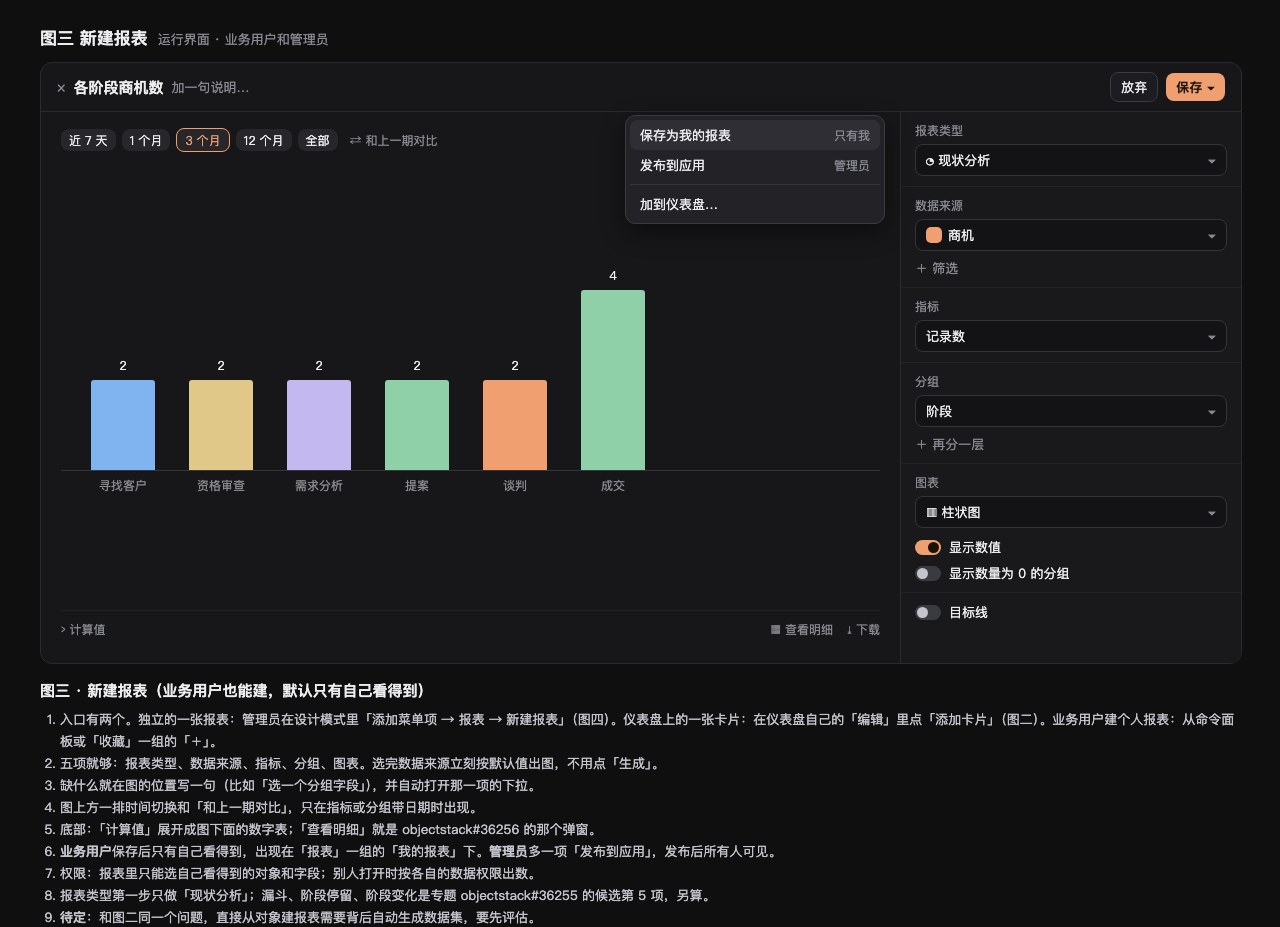 图三 新建报表 运行界面 · 业务用户和管理员
× 各阶段商机数 加一句说明… 放弃 保存
近 7 天 1 个月 3 个月 12 个月 全部 ⇄ 和上一期对比
保存为我的报表 只有我
发布到应用 管理员
加到仪表盘…
4
2 2 2 2 2
寻找客户 资格审查 需求分析 提案 谈判 成交
› 计算值 ▦ 查看明细 ↓ 下载
报表类型
◔ 现状分析
数据来源
商机
＋ 筛选
指标
记录数
分组
阶段
＋ 再分一层
图表
▥ 柱状图
显示数值
显示数量为 0 的分组
目标线
图三 · 新建报表（业务用户也能建，默认只有自己看得到）
1. 入口有两个。独立的一张报表：管理员在设计模式里「添加菜单项 → 报表 → 新建报表」（图四）。仪表盘上的一张卡片：在仪表盘自己的「编辑」里点「添加卡片」（图二）。业务用户建个人报表：从命令面
板或「收藏」一组的「＋」。
2. 五项就够：报表类型、数据来源、指标、分组、图表。选完数据来源立刻按默认值出图，不用点「生成」。
3. 缺什么就在图的位置写一句（比如「选一个分组字段」），并自动打开那一项的下拉。
4. 图上方一排时间切换和「和上一期对比」，只在指标或分组带日期时出现。
5. 底部：「计算值」展开成图下面的数字表；「查看明细」就是 objectstack#36256 的那个弹窗。
6. 业务用户保存后只有自己看得到，出现在「报表」一组的「我的报表」下。管理员多一项「发布到应用」，发布后所有人可见。
7. 权限：报表里只能选自己看得到的对象和字段；别人打开时按各自的数据权限出数。
8. 报表类型第一步只做「现状分析」；漏斗、阶段停留、阶段变化是专题 objectstack#36255 的候选第 5 项，另算。
9. 待定：和图二同一个问题，直接从对象建报表需要背后自动生成数据集，要先评估。